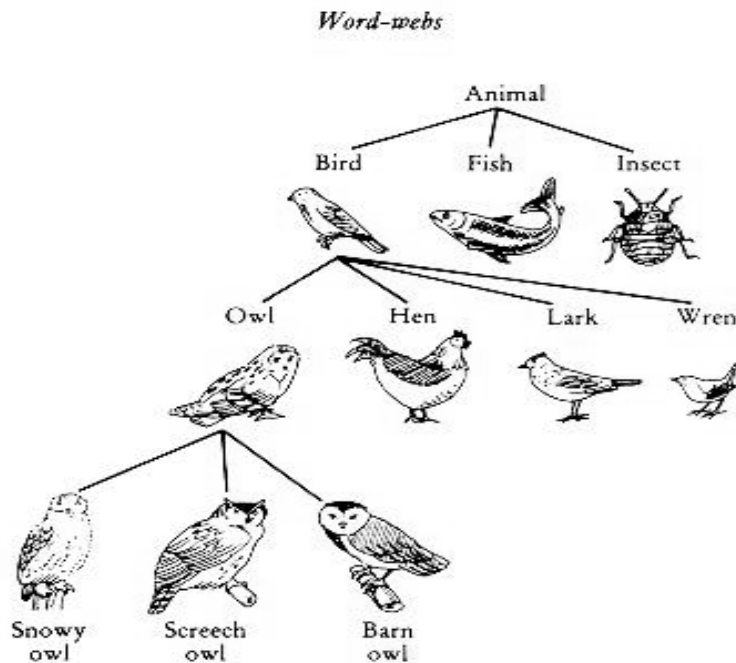 Word-webs
Animal
Bird Fish Insect
Owl Hen Lark Wren
Snowy owl
Screech owl
Barn owl